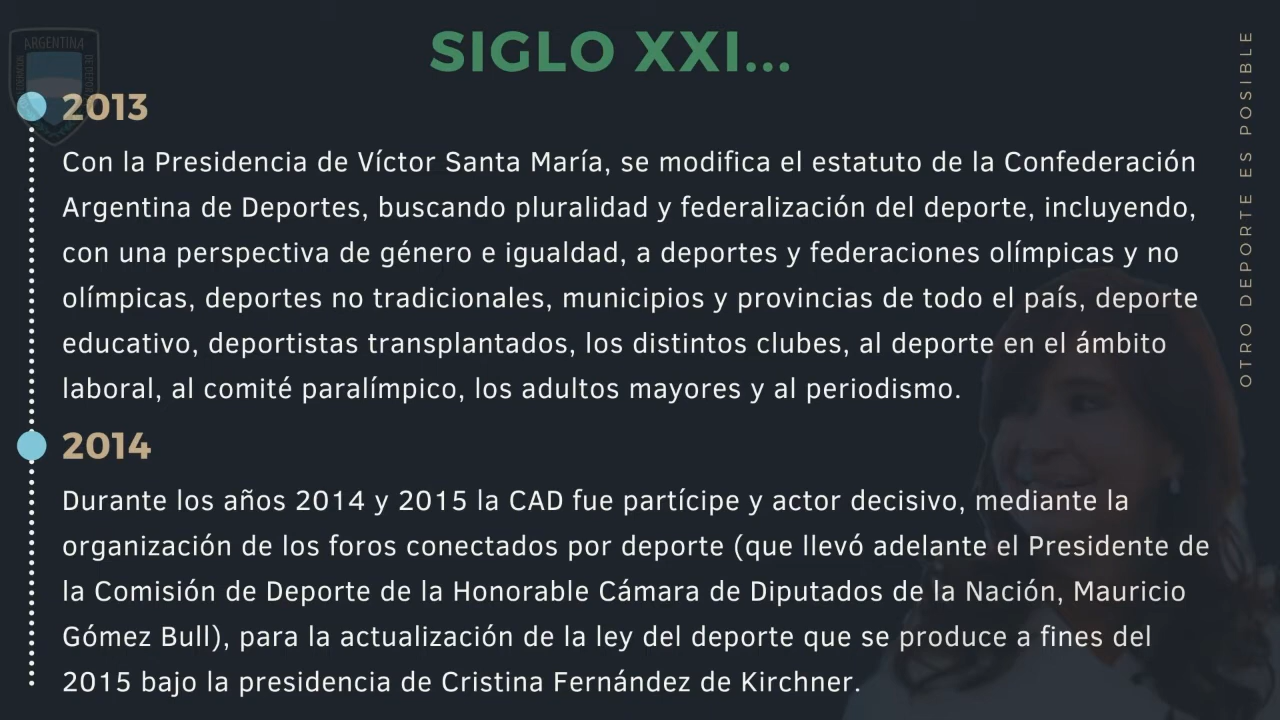 SIGLO XXI...
ARGENTINA
2013
Con la Presidencia de Víctor Santa María, se modifica el estatuto de la Confederación
Argentina de Deportes, buscando pluralidad y federalización del deporte, incluyendo,
con una perspectiva de género e igualdad, a deportes y federaciones olímpicas y no
olímpicas, deportes no tradicionales, municipios y provincias de todo el país, deporte
educativo, deportistas transplantados, los distintos clubes, al deporte en el ámbito
laboral, al comité paralímpico, los adultos mayores y al periodismo.
2014
Durante los años 2014 y 2015 la CAD fue partícipe y actor decisivo, mediante la
organización de los foros conectados por deporte (que llevó adelante el Presidente de
la Comisión de Deporte de la Honorable Cámara de Diputados de la Nación, Mauricio
Gómez Bull), para la actualización de la ley del deporte que se produce a fines del
2015 bajo la presidencia de Cristina Fernández de Kirchner.
OTRO DEPORTE ES POSIBLE